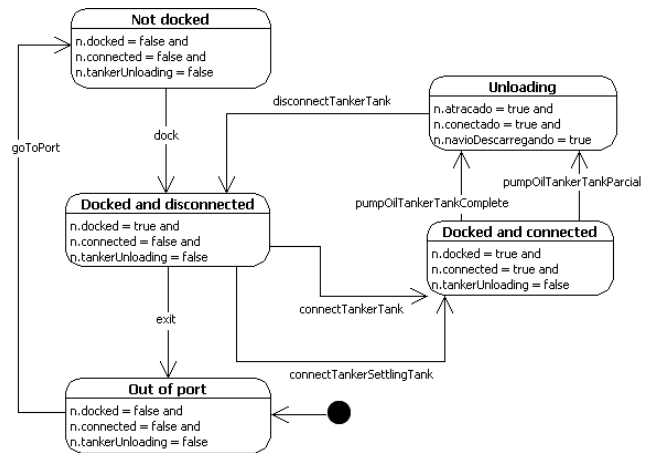 Not docked
n.docked = false and
n.connected = false and
n.tankerUnloading = false
Unloading
n.atracado = true and
n.conectado = true and
n.navioDescarregando = true
disconnectTankerTank
dock
goToPort
pumpOilTankerTankParcial
pumpOilTankerTankComplete
Docked and disconnected
n.docked = true and
n.connected = false and
n.tankerUnloading = false
Docked and connected
n.docked = true and
n.connected = true and
n.tankerUnloading = false
connectTankerTank
exit
connectTankerSettlingTank
Out of port
n.docked = false and
n.connected = false and
n.tankerUnloading = false